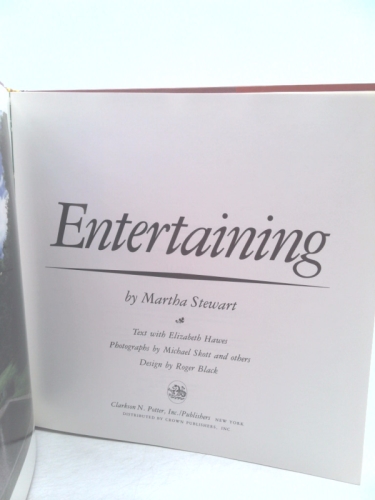 Entertaining
by Martha Stewart
Text with Elizabeth Hawes
Photographs by Michael Skott and others
Design by Roger Black
Clarkson N. Potter, Inc./Publishers NEW YORK
DISTRIBUTED BY CROWN PUBLISHERS, INC.